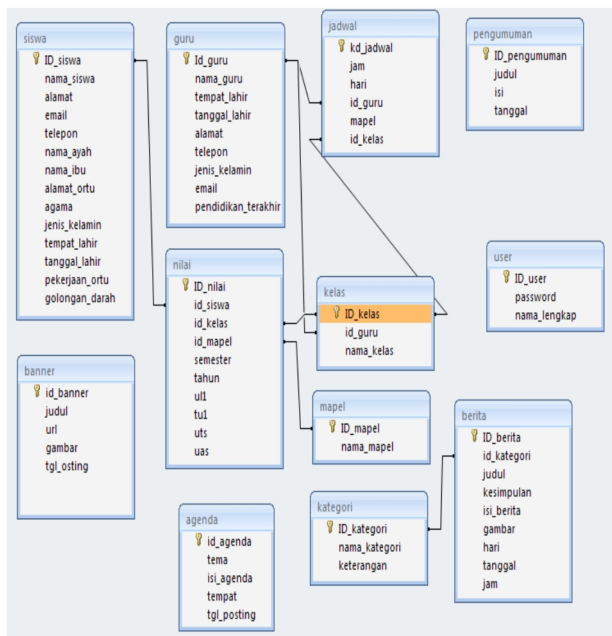 siswa
ID_siswa
nama_siswa
alamat
email
telepon
nama_ayah
nama_ibu
alamat_ortu
agama
jenis_kelamin
tempat_lahir
tanggal_lahir
pekerjaan_ortu
golongan_darah
guru
Id_guru
nama_guru
tempat_lahir
tanggal_lahir
alamat
telepon
jenis_kelamin
email
pendidikan_terakhir
jadwal
kd_jadwal
jam
hari
id_guru
mapel
id_kelas
pengumuman
ID_pengumuman
judul
isi
tanggal
nilai
ID_nilai
id_siswa
id_kelas
id_mapel
semester
tahun
ul1
tu1
uts
uas
kelas
ID_kelas
id_guru
nama_kelas
user
ID_user
password
nama_lengkap
banner
id_banner
judul
url
gambar
tgl_osting
mapel
ID_mapel
nama_mapel
berita
ID_berita
id_kategori
judul
kesimpulan
isi_berita
gambar
hari
tanggal
jam
agenda
id_agenda
tema
isi_agenda
tempat
tgl_posting
kategori
ID_kategori
nama_kategori
keterangan